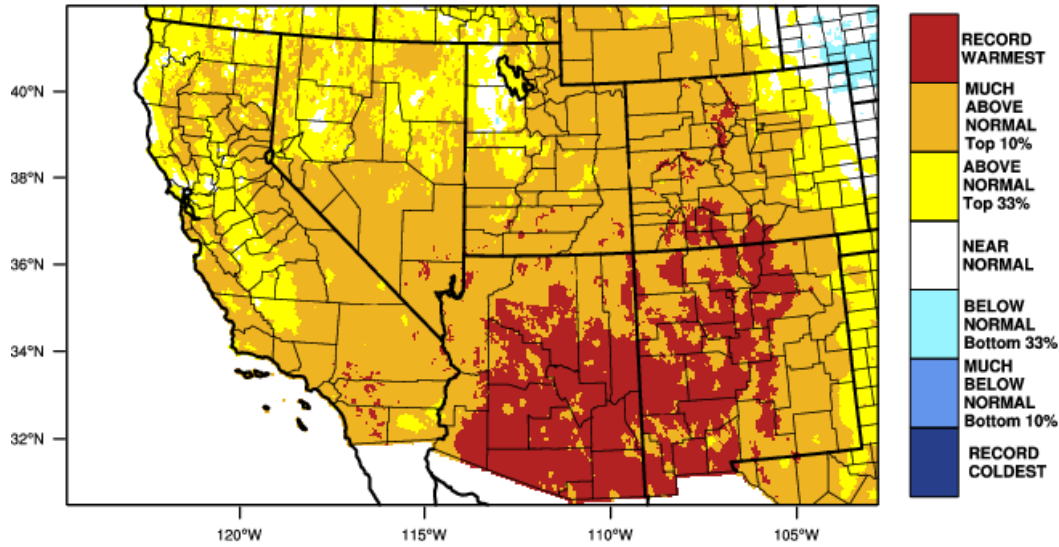 40°N
38°N
36°N
34°N
32°N
120°W
115°W
110°W
105°W
RECORD
WARMEST
MUCH
ABOVE
NORMAL
Top 10%
ABOVE
NORMAL
Top 33%
NEAR
NORMAL
BELOW
NORMAL
Bottom 33%
MUCH
BELOW
NORMAL
Bottom 10%
RECORD
COLDEST